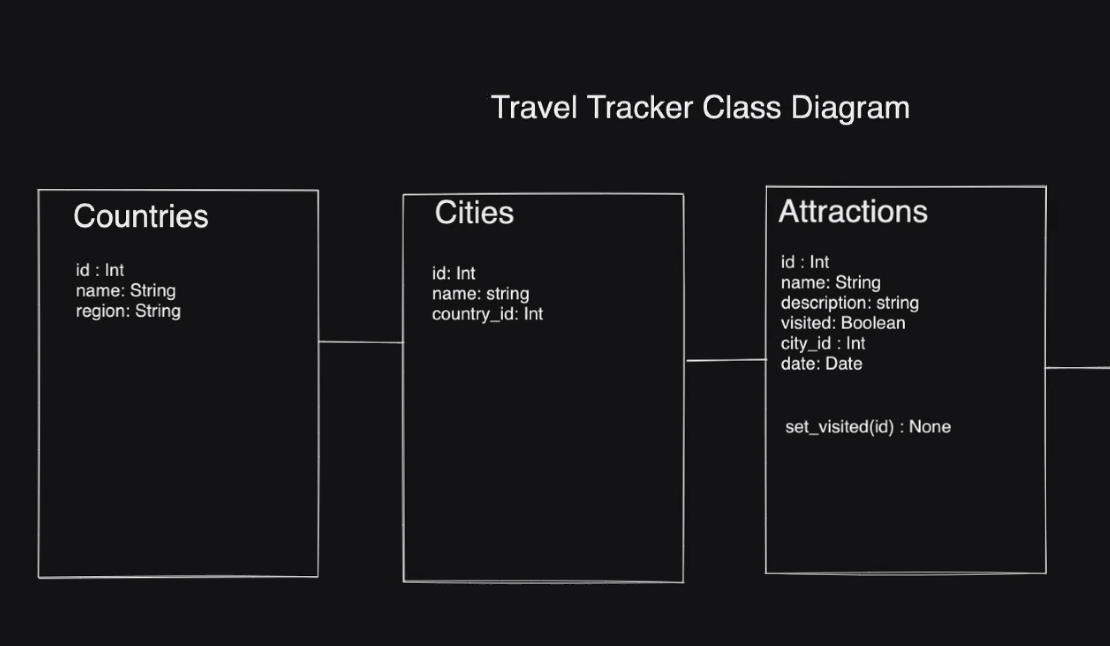 Travel Tracker Class Diagram
Countries
id : Int
name: String
region: String
Cities
id: Int
name: string
country_id: Int
Attractions
id : Int
name: String
description: string
visited: Boolean
city_id : Int
date: Date
set_visited(id) : None